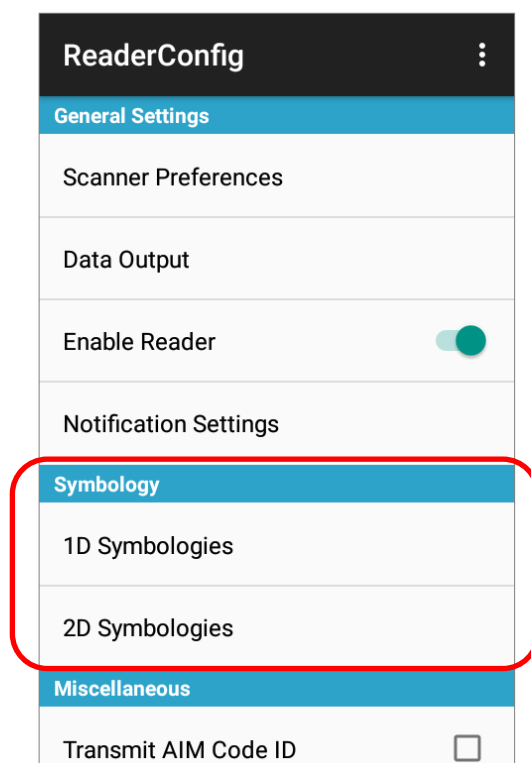 ReaderConfig
General Settings
Scanner Preferences
Data Output
Enable Reader
Notification Settings
Symbology
1D Symbologies
2D Symbologies
Miscellaneous
Transmit AIM Code ID